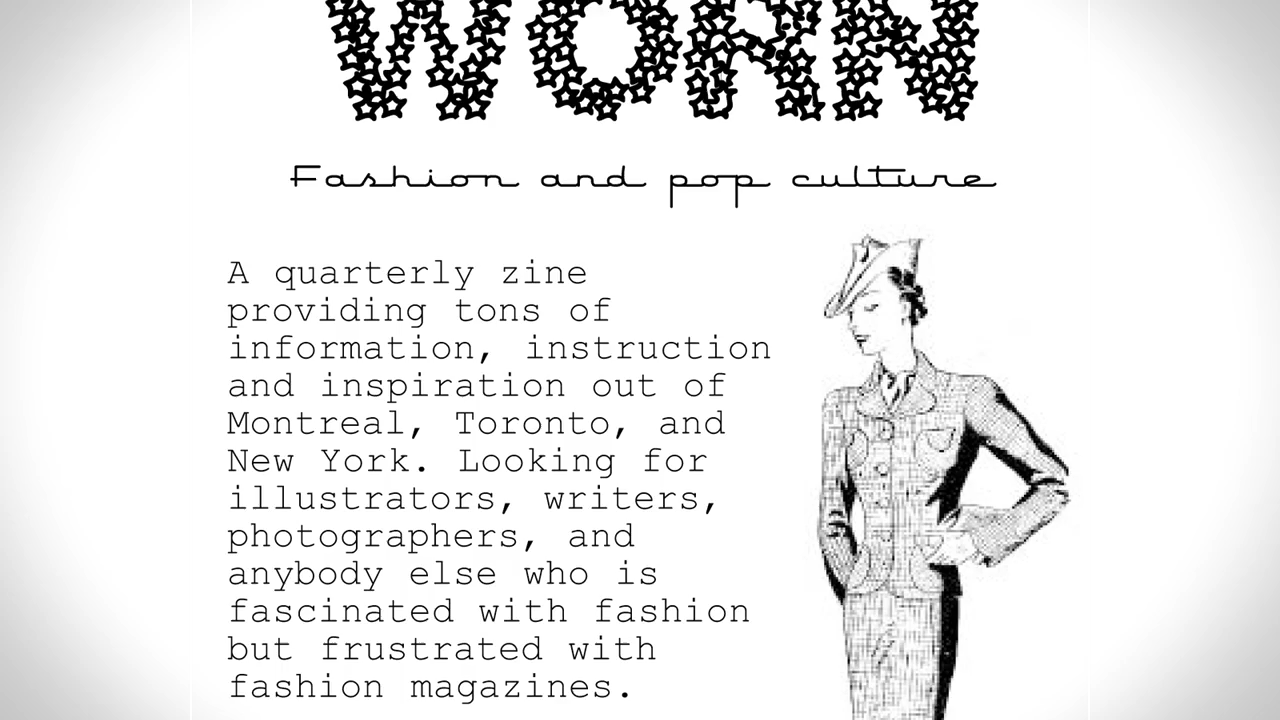 WORN
Fashion and pop culture
A quarterly zine
providing tons of
information, instruction
and inspiration out of
Montreal, Toronto, and
New York. Looking for
illustrators, writers,
photographers, and
anybody else who is
fascinated with fashion
but frustrated with
fashion magazines.